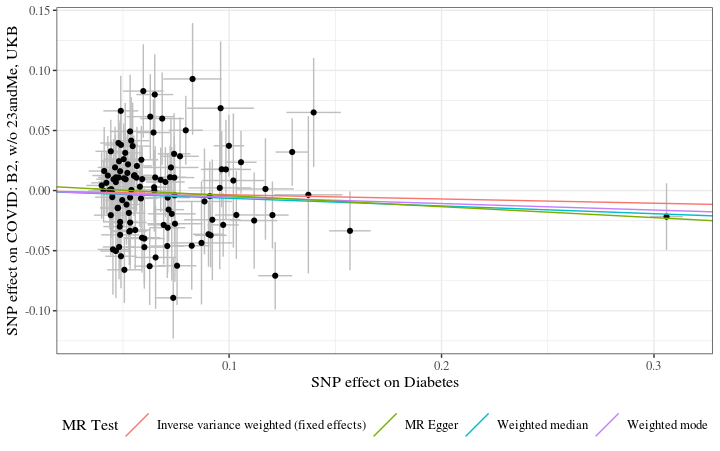 SNP effect on COVID: B2, w/o 23andMe, UKB
0.15
0.10
0.05
0.00
-0.05
-0.10
0.1
0.2
0.3
SNP effect on Diabetes
MR Test
Inverse variance weighted (fixed effects)
MR Egger
Weighted median
Weighted mode